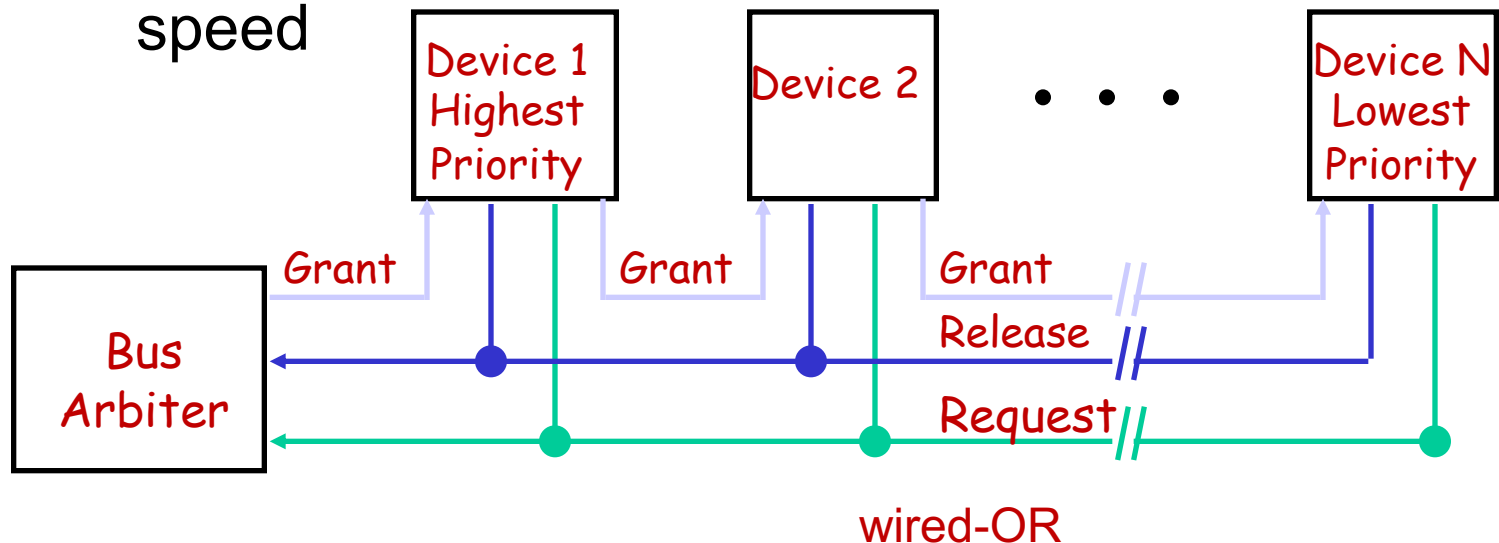 speed
Device 1
Highest
Priority
Device 2
Device N
Lowest
Priority
Grant
Grant
Grant
Release
Bus
Arbiter
Request
wired-OR